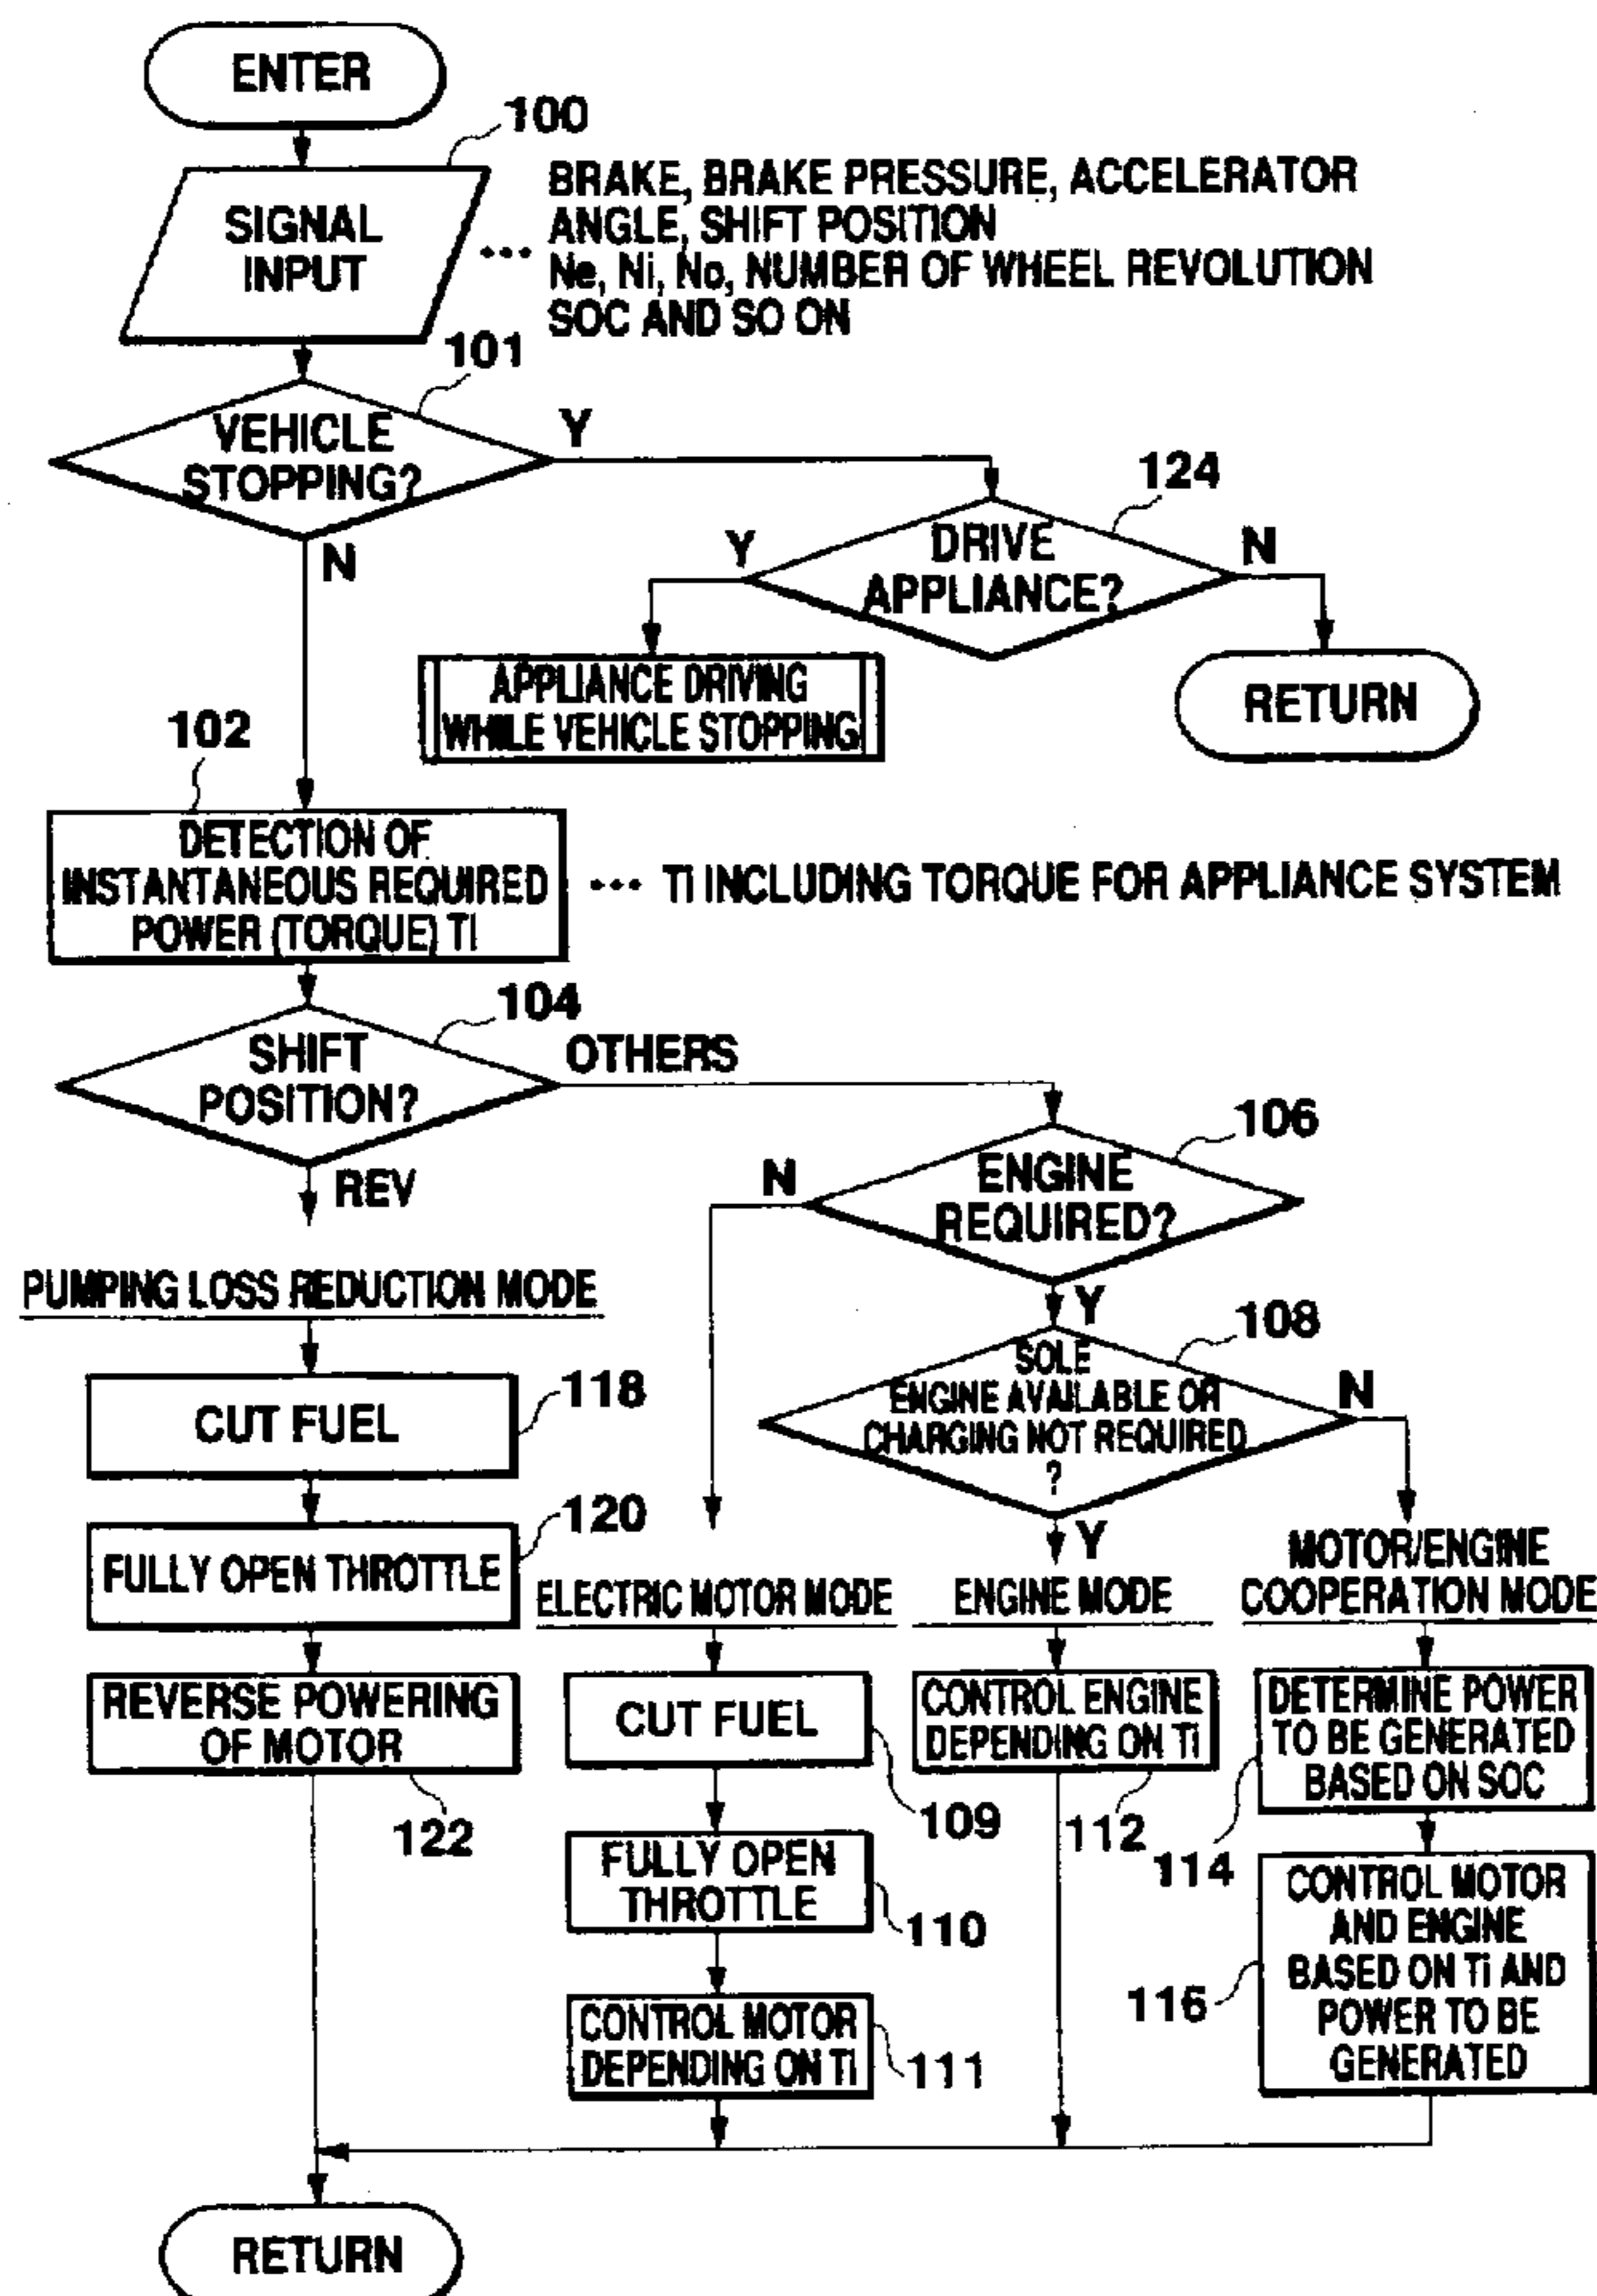 ENTER
100
SIGNAL
INPUT
BRAKE, BRAKE PRESSURE, ACCELERATOR
ANGLE, SHIFT POSITION
... Ne, Ni, No, NUMBER OF WHEEL REVOLUTION
SOC AND SO ON
101
VEHICLE
STOPPING?
Y
N
124
DRIVE
APPLIANCE?
Y
N
APPLIANCE DRIVING
WHILE VEHICLE STOPPING
RETURN
102
DETECTION OF
INSTANTANEOUS REQUIRED
POWER (TORQUE) Ti
... Ti INCLUDING TORQUE FOR APPLIANCE SYSTEM
104
SHIFT
POSITION?
OTHERS
REV
106
ENGINE
REQUIRED?
N
Y
108
SOLE
ENGINE AVAILABLE OR
CHARGING NOT REQUIRED
?
N
Y
PUMPING LOSS REDUCTION MODE
CUT FUEL
118
FULLY OPEN THROTTLE
120
REVERSE POWERING
OF MOTOR
122
ELECTRIC MOTOR MODE
CUT FUEL
109
FULLY OPEN
THROTTLE
110
CONTROL MOTOR
DEPENDING ON Ti
111
ENGINE MODE
CONTROL ENGINE
DEPENDING ON Ti
112
MOTOR/ENGINE
COOPERATION MODE
DETERMINE POWER
TO BE GENERATED
BASED ON SOC
114
CONTROL MOTOR
AND ENGINE
BASED ON Ti AND
POWER TO BE
GENERATED
116
RETURN